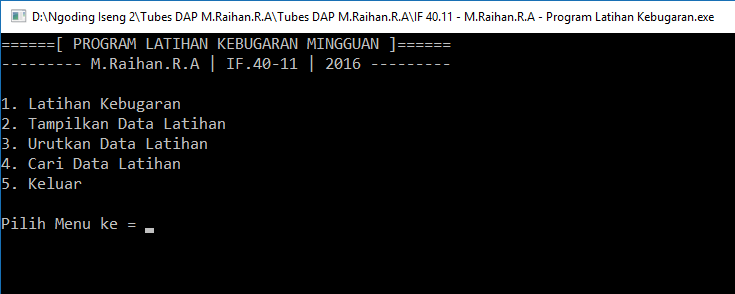 D:\Ngoding Iseng 2\Tubes DAP M.Raihan.R.A\Tubes DAP M.Raihan.R.A\IF 40.11 - M.Raihan.R.A - Program Latihan Kebugaran.exe
======[ PROGRAM LATIHAN KEBUGARAN MINGGUAN ]======
--------- M.Raihan.R.A | IF.40-11 | 2016 ---------
1. Latihan Kebugaran
2. Tampilkan Data Latihan
3. Urutkan Data Latihan
4. Cari Data Latihan
5. Keluar
Pilih Menu ke = _